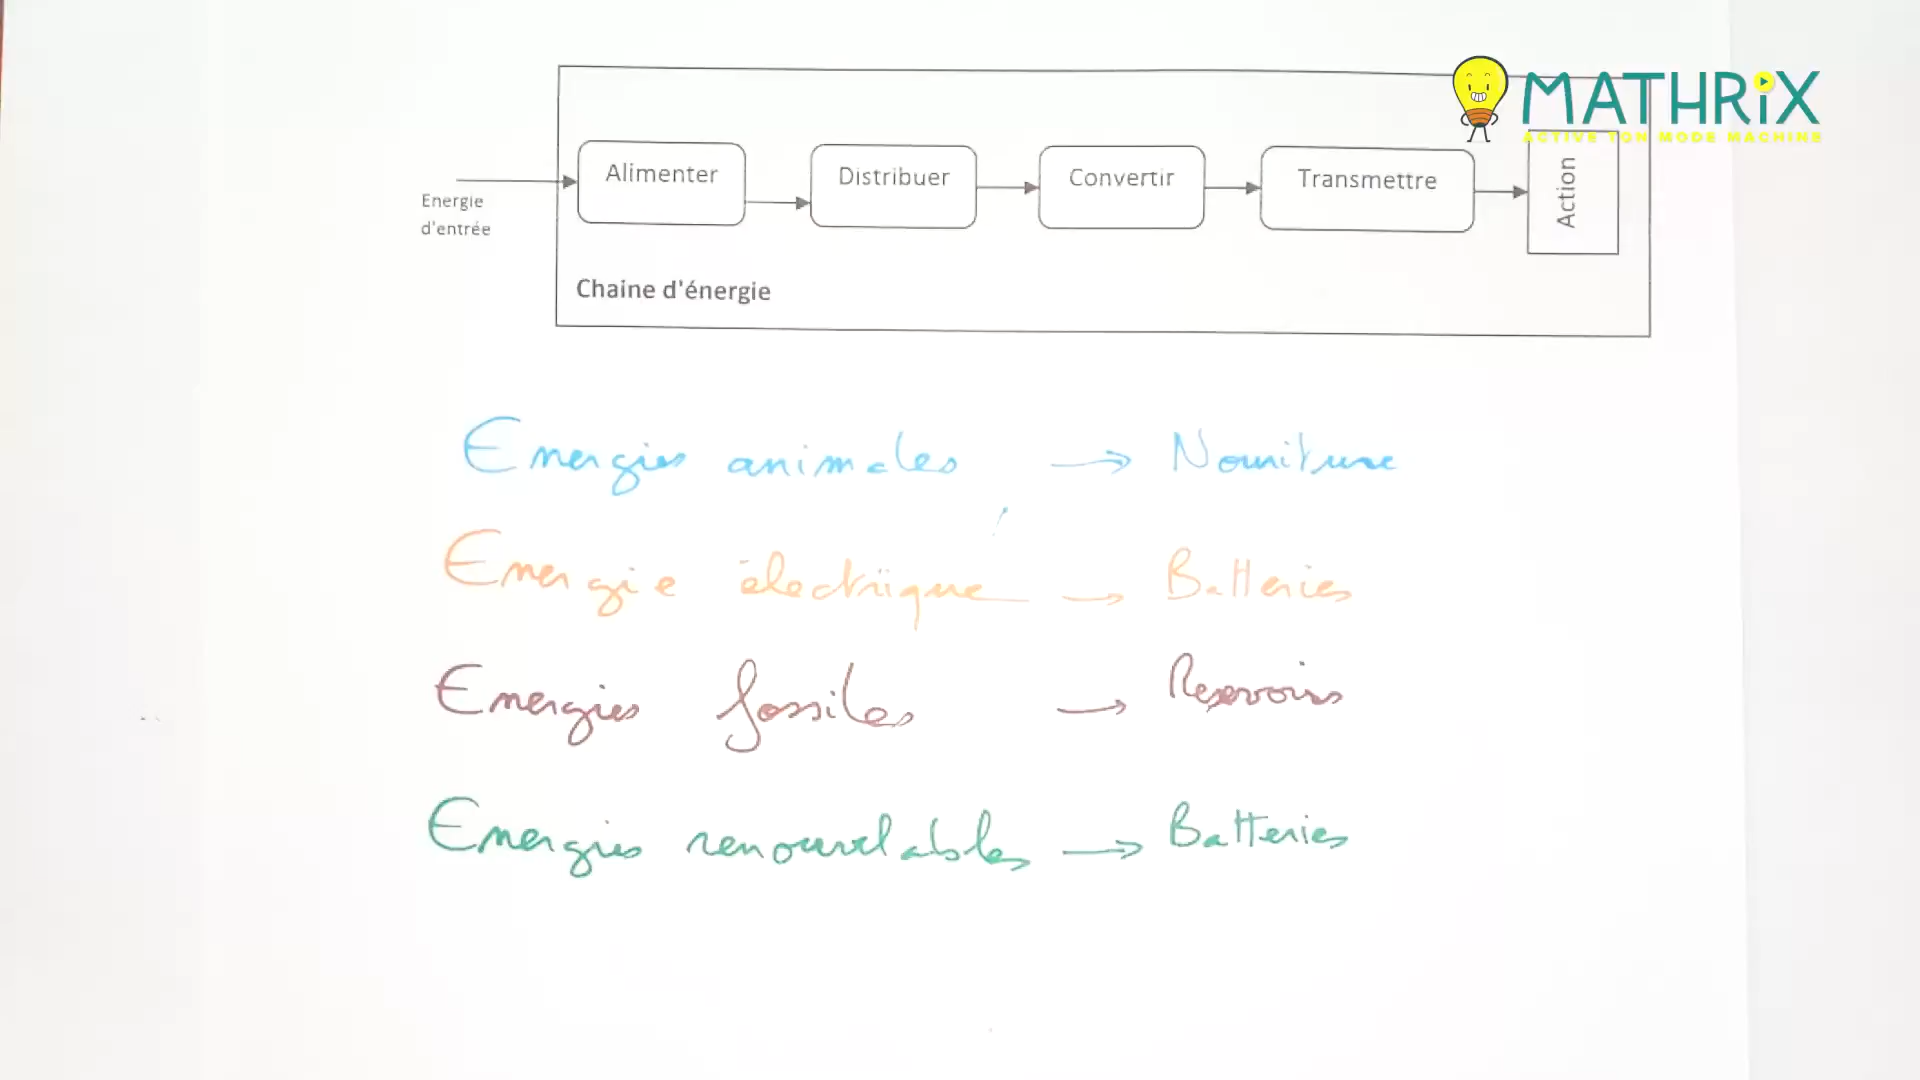 MATHRiX
ACTIVE TON MODE MACHINE
Alimenter
Distribuer
Convertir
Transmettre
Action
Energie
d'entrée
Chaine d'énergie
Energies animales → Nourriture
Energie électrique → Batteries
Energies fossiles → Reservoirs
Energies renouvelables → Batteries